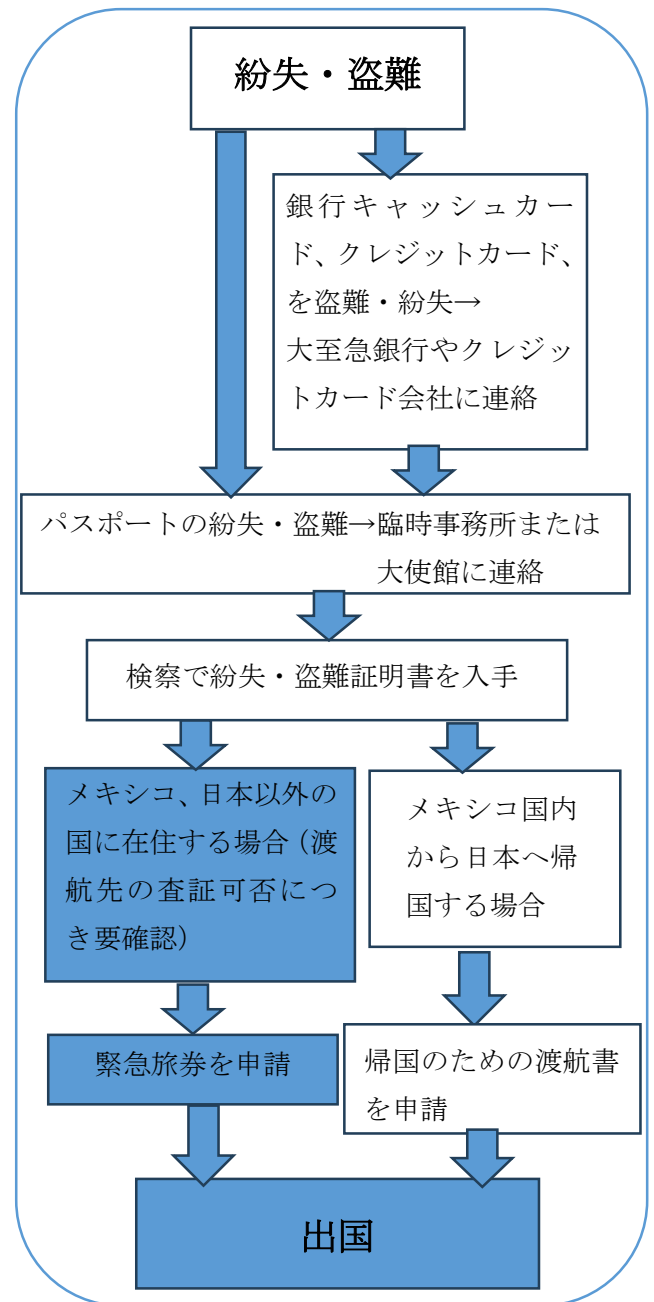 紛失・盗難
銀行キャッシュカー
ド、クレジットカード、
を盗難・紛失→
大至急銀行やクレジッ
トカード会社に連絡
パスポートの紛失・盗難→臨時事務所または
大使館に連絡
検察で紛失・盗難証明書を入手
メキシコ、日本以外の
国に在住する場合（渡
航先の査証可否につ
き要確認）
メキシコ国内
から日本へ帰
国する場合
緊急旅券を申請
帰国のための渡航書
を申請
出国